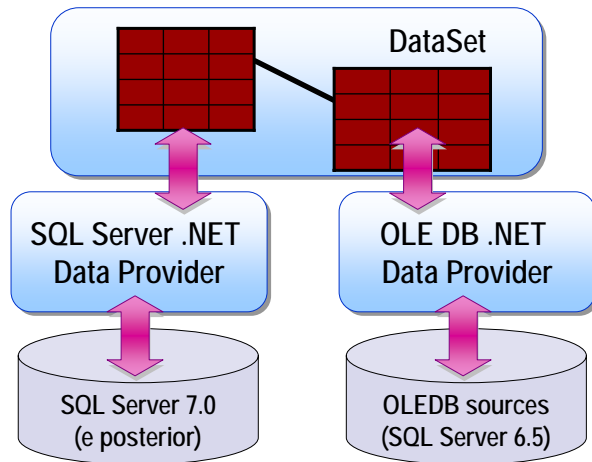 DataSet
SQL Server .NET
Data Provider
OLE DB .NET
Data Provider
SQL Server 7.0
(e posterior)
OLEDB sources
(SQL Server 6.5)